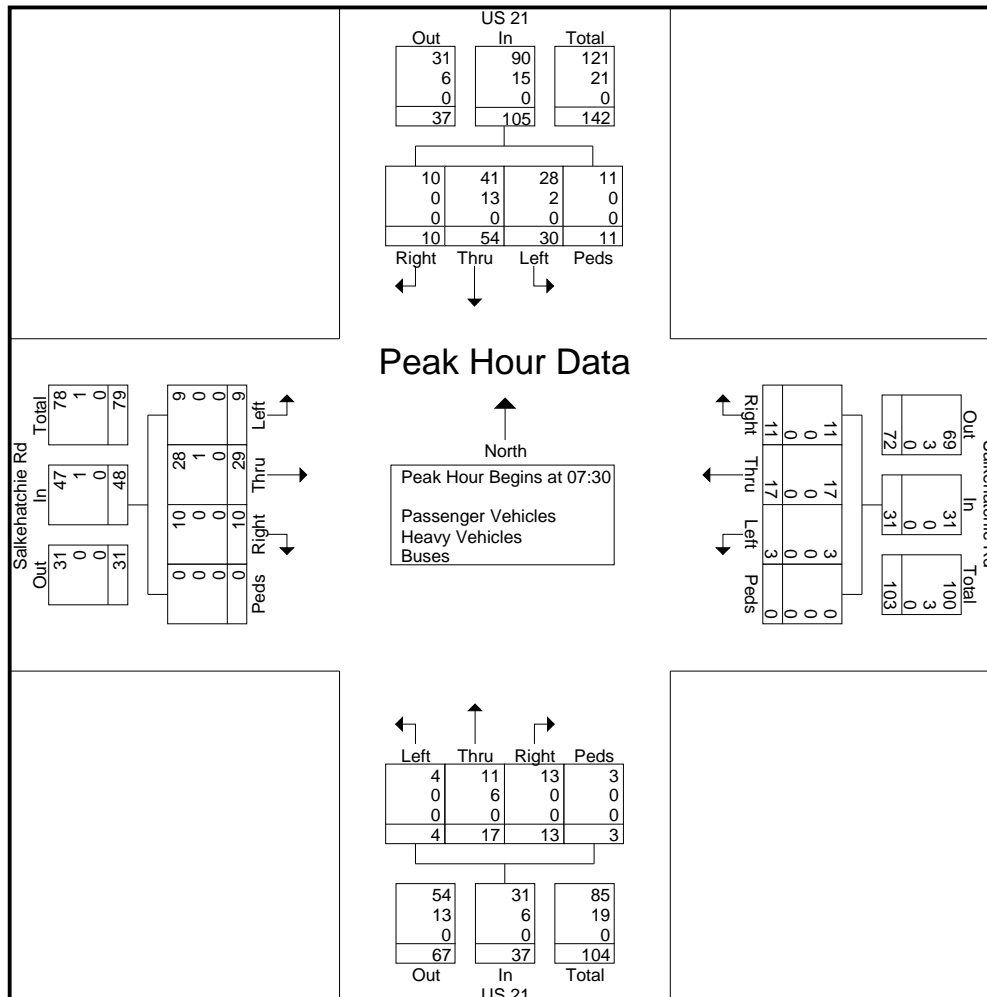 US 21
Out In Total
31 90 121
6 15 21
0 0 0
37 105 142
10 41 28 11
0 13 2 0
0 0 0 0
10 54 30 11
Right Thru Left Peds
Peak Hour Data
Salkehatchie Rd
Total In Out
78 47 31
1 1 0
0 0 0
79 48 31
9 28 10 0
0 1 0 0
0 0 0 0
9 29 10 0
Left Thru Right Peds
North
Peak Hour Begins at 07:30
Passenger Vehicles
Heavy Vehicles
Buses
Right Thru Left Peds
11 17 3 0
0 0 0 0
0 0 0 0
11 17 3 0
Out In Total
69 31 100
3 0 3
0 0 0
72 31 103
Salkehatchie Rd
Left Thru Right Peds
4 11 13 3
0 6 0 0
0 0 0 0
4 17 13 3
54 31 85
13 6 19
0 0 0
67 37 104
Out In Total
US 21